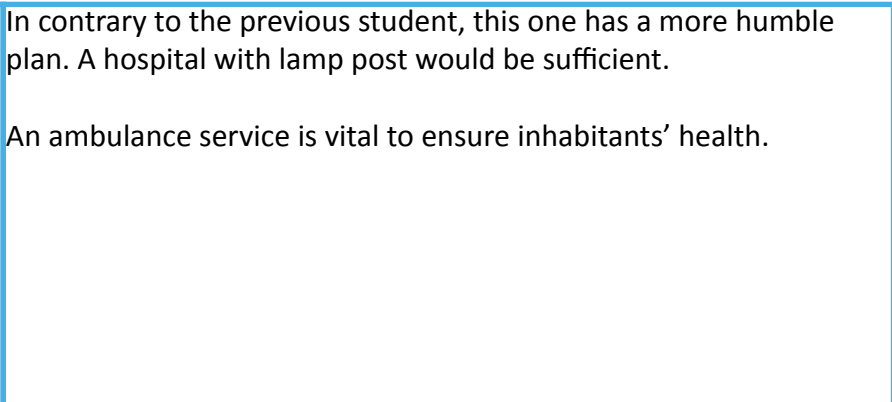 In contrary to the previous student, this one has a more humble
plan. A hospital with lamp post would be sufficient.
An ambulance service is vital to ensure inhabitants’ health.